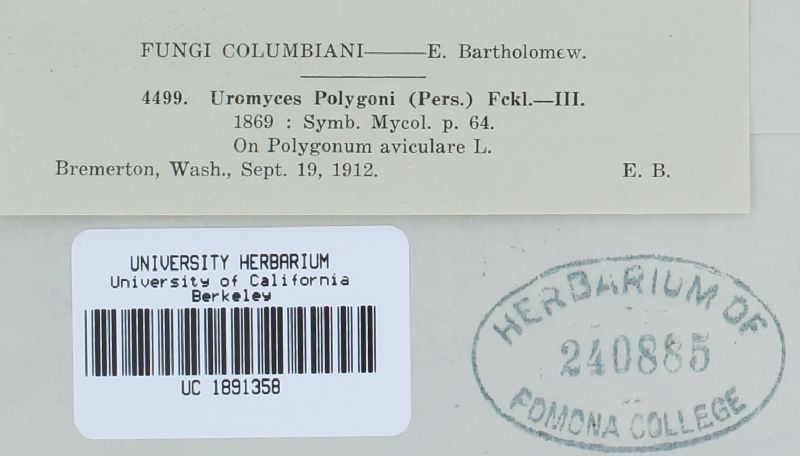 FUNGI COLUMBIANI——E. Bartholomew.
4499. Uromyces Polygoni (Pers.) Fckl.—III.
1869 : Symb. Mycol. p. 64.
On Polygonum aviculare L.
Bremerton, Wash., Sept. 19, 1912. E. B.
UNIVERSITY HERBARIUM
University of California
Berkeley
UC 1891358
HERBARIUM OF
240885
POMONA COLLEGE